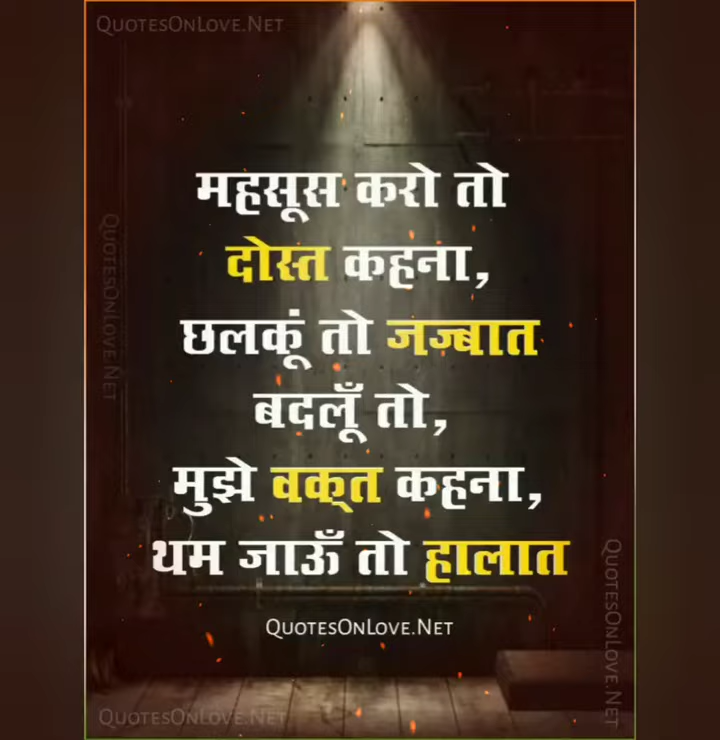 QUOTESONLOVE.NET
महसूस करो तो
दोस्त कहना,
छलकूं तो जज्बात
बदलूँ तो,
मुझे वक्त कहना,
थम जाऊँ तो हालात
QUOTESONLOVE.NET
QUOTESONLOVE.NET
QUOTESONLOVE.NET
QUOTESONLOVE.NET